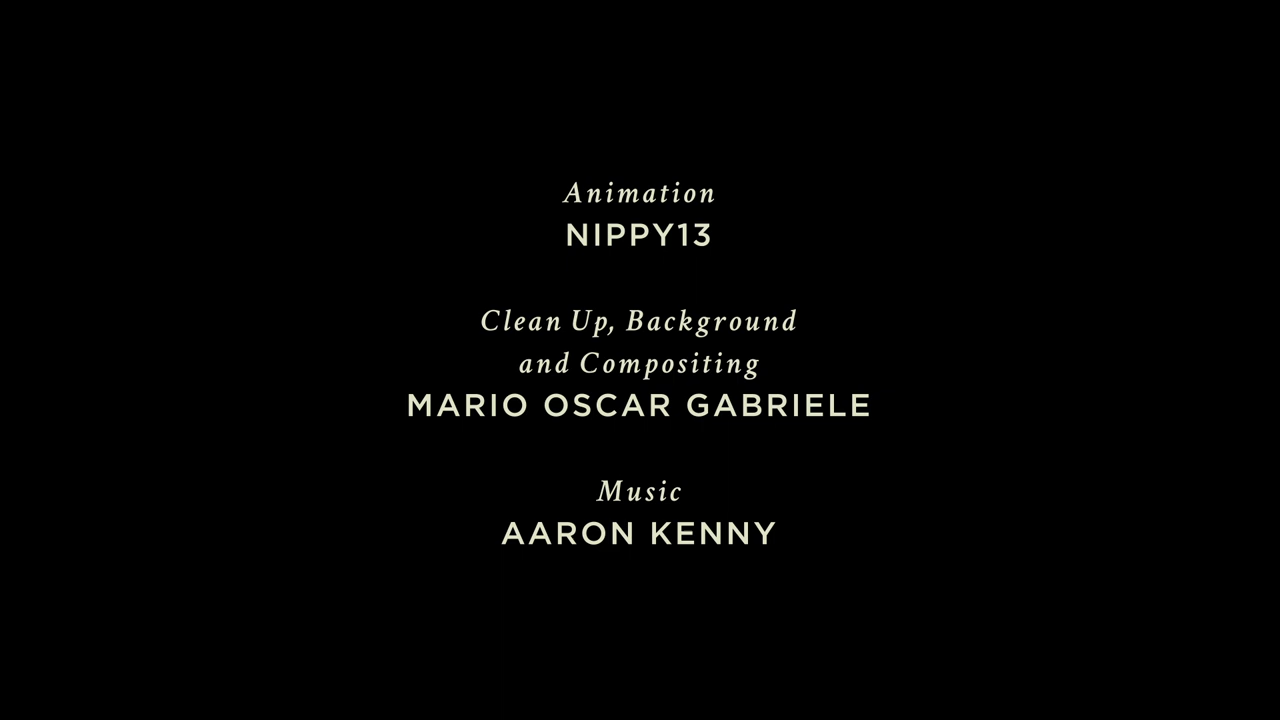 Animation
NIPPY13
Clean Up, Background
and Compositing
MARIO OSCAR GABRIELE
Music
AARON KENNY